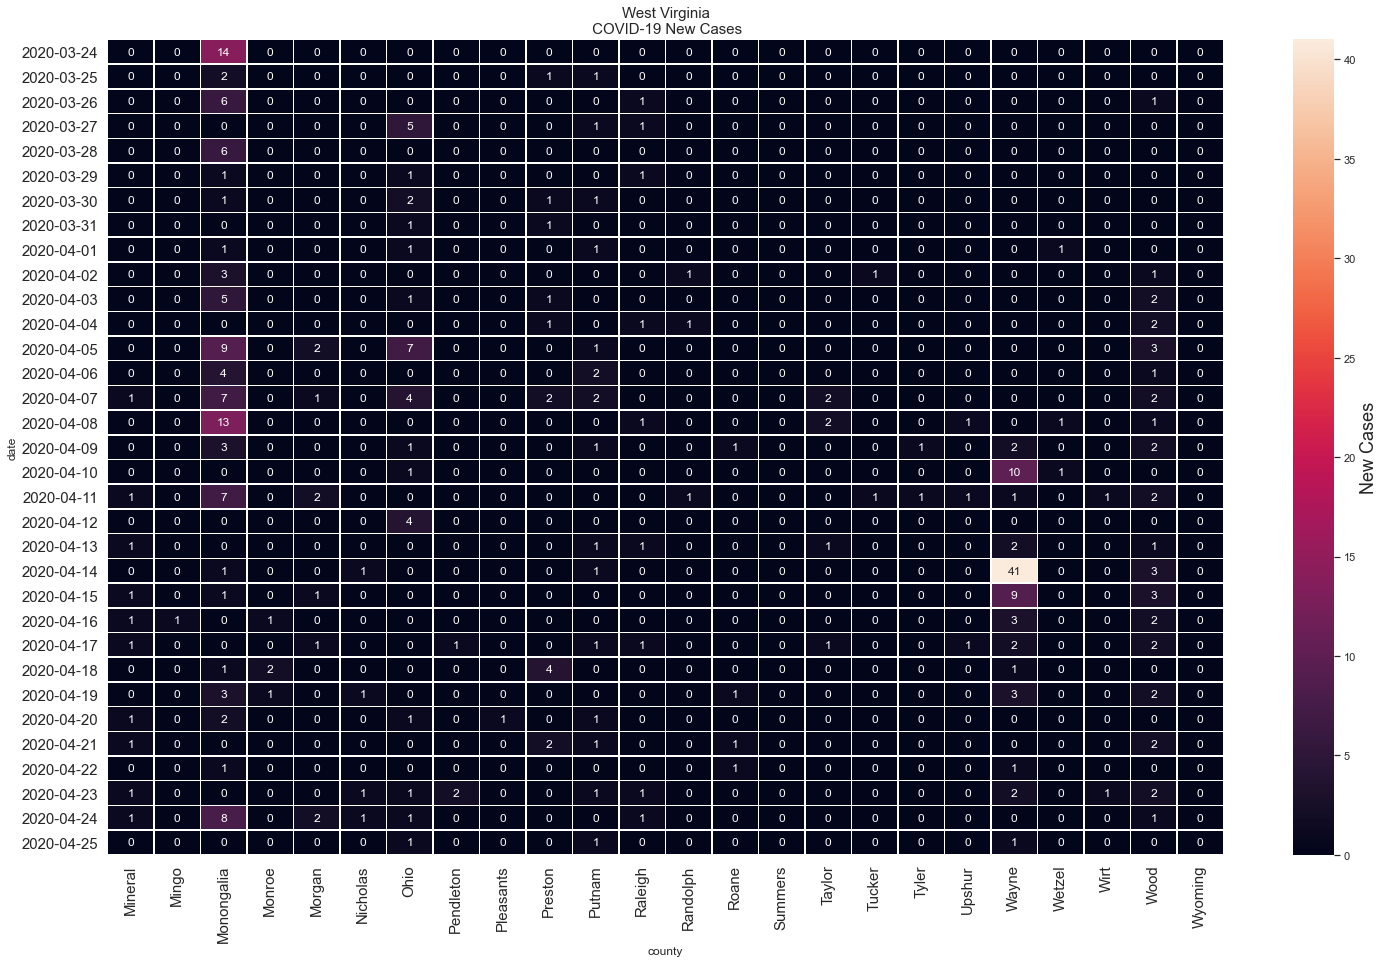 West Virginia
COVID-19 New Cases
2020-03-24 0 0 14 0 0 0 0 0 0 0 0 0 0 0 0 0 0 0 0 0 0 0 0 0
2020-03-25 0 0 2 0 0 0 0 0 0 1 1 0 0 0 0 0 0 0 0 0 0 0 0 0
2020-03-26 0 0 6 0 0 0 0 0 0 0 0 1 0 0 0 0 0 0 0 0 0 0 1 0
2020-03-27 0 0 0 0 0 0 5 0 0 0 1 1 0 0 0 0 0 0 0 0 0 0 0 0
2020-03-28 0 0 6 0 0 0 0 0 0 0 0 0 0 0 0 0 0 0 0 0 0 0 0 0
2020-03-29 0 0 1 0 0 0 1 0 0 0 0 1 0 0 0 0 0 0 0 0 0 0 0 0
2020-03-30 0 0 1 0 0 0 2 0 0 1 1 0 0 0 0 0 0 0 0 0 0 0 0 0
2020-03-31 0 0 0 0 0 0 1 0 0 1 0 0 0 0 0 0 0 0 0 0 0 0 0 0
2020-04-01 0 0 1 0 0 0 1 0 0 0 1 0 0 0 0 0 0 0 0 0 1 0 0 0
2020-04-02 0 0 3 0 0 0 0 0 0 0 0 0 1 0 0 0 1 0 0 0 0 0 1 0
2020-04-03 0 0 5 0 0 0 1 0 0 1 0 0 0 0 0 0 0 0 0 0 0 0 2 0
2020-04-04 0 0 0 0 0 0 0 0 0 1 0 1 1 0 0 0 0 0 0 0 0 0 2 0
2020-04-05 0 0 9 0 2 0 7 0 0 0 1 0 0 0 0 0 0 0 0 0 0 0 3 0
2020-04-06 0 0 4 0 0 0 0 0 0 0 2 0 0 0 0 0 0 0 0 0 0 0 1 0
2020-04-07 1 0 7 0 1 0 4 0 0 2 2 0 0 0 0 2 0 0 0 0 0 0 2 0
2020-04-08 0 0 13 0 0 0 0 0 0 0 0 1 0 0 0 2 0 0 1 0 1 0 1 0
2020-04-09 0 0 3 0 0 0 1 0 0 0 1 0 0 1 0 0 0 1 0 2 0 0 2 0
2020-04-10 0 0 0 0 0 0 1 0 0 0 0 0 0 0 0 0 0 0 0 10 1 0 0 0
2020-04-11 1 0 7 0 2 0 0 0 0 0 0 0 1 0 0 0 1 1 1 1 0 1 2 0
2020-04-12 0 0 0 0 0 0 4 0 0 0 0 0 0 0 0 0 0 0 0 0 0 0 0 0
2020-04-13 1 0 0 0 0 0 0 0 0 0 1 1 0 0 0 1 0 0 0 2 0 0 1 0
2020-04-14 0 0 1 0 0 1 0 0 0 0 1 0 0 0 0 0 0 0 0 41 0 0 3 0
2020-04-15 1 0 1 0 1 0 0 0 0 0 0 0 0 0 0 0 0 0 0 9 0 0 3 0
2020-04-16 1 1 0 1 0 0 0 0 0 0 0 0 0 0 0 0 0 0 0 3 0 0 2 0
2020-04-17 1 0 0 0 1 0 0 1 0 0 1 1 0 0 0 1 0 0 1 2 0 0 2 0
2020-04-18 0 0 1 2 0 0 0 0 0 4 0 0 0 0 0 0 0 0 0 1 0 0 0 0
2020-04-19 0 0 3 1 0 1 0 0 0 0 0 0 0 1 0 0 0 0 0 3 0 0 2 0
2020-04-20 1 0 2 0 0 0 1 0 1 0 1 0 0 0 0 0 0 0 0 0 0 0 0 0
2020-04-21 1 0 0 0 0 0 0 0 0 2 1 0 0 1 0 0 0 0 0 0 0 0 2 0
2020-04-22 0 0 1 0 0 0 0 0 0 0 0 0 0 1 0 0 0 0 0 1 0 0 0 0
2020-04-23 1 0 0 0 0 1 1 2 0 0 1 1 0 0 0 0 0 0 0 2 0 1 2 0
2020-04-24 1 0 8 0 2 1 1 0 0 0 0 1 0 0 0 0 0 0 0 0 0 0 1 0
2020-04-25 0 0 0 0 0 0 1 0 0 0 1 0 0 0 0 0 0 0 0 1 0 0 0 0
date
Mineral Mingo Monongalia Monroe Morgan Nicholas Ohio Pendleton Pleasants Preston Putnam Raleigh Randolph Roane Summers Taylor Tucker Tyler Upshur Wayne Wetzel Wirt Wood Wyoming
county
40
35
30
25
20
15
10
5
0
New Cases